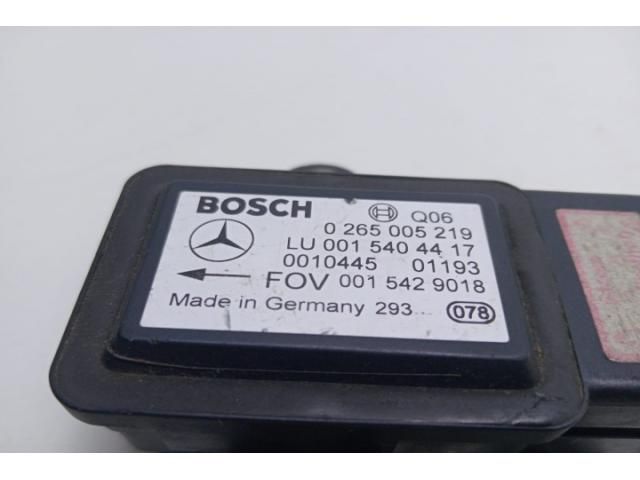 BOSCH Q06
0 265 005 219
LU 001 540 44 17
0010445 01193
FOV 001 542 9018
Made in Germany 293 078